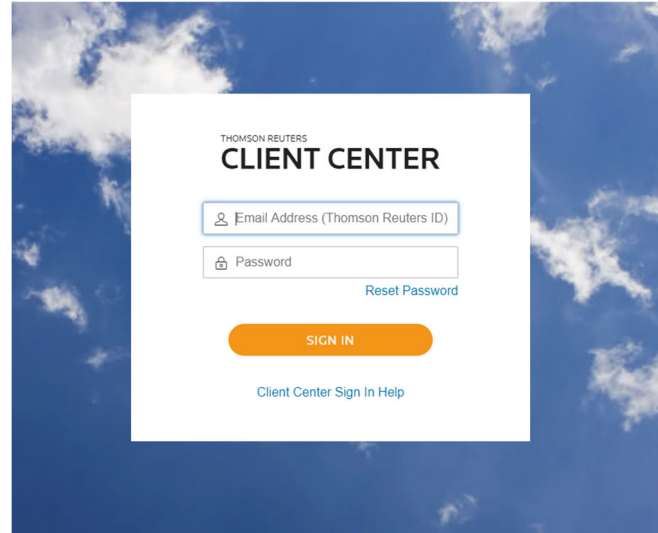 THOMSON REUTERS
CLIENT CENTER
Email Address (Thomson Reuters ID)
Password
Reset Password
SIGN IN
Client Center Sign In Help